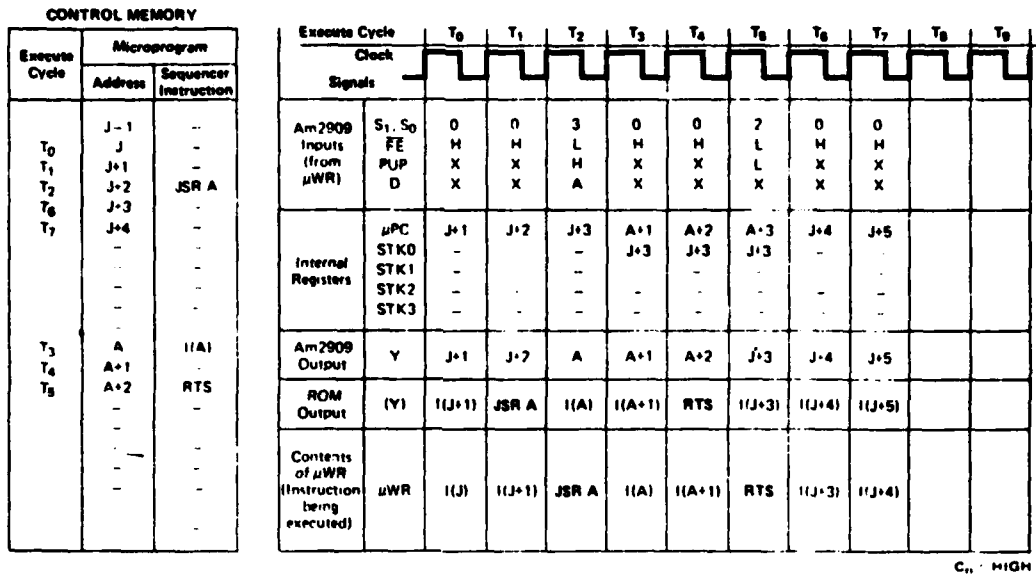 CONTROL MEMORY
Execute Cycle | Microprogram
Address | Sequencer Instruction
J−1 | –
T0 | J | –
T1 | J+1 | –
T2 | J+2 | JSR A
T6 | J+3 | –
T7 | J+4 | –
– | –
– | –
– | –
– | –
T3 | A | I(A)
T4 | A+1 | –
T5 | A+2 | RTS
– | –
– | –
– | –
– | –
–
Execute Cycle | T0 | T1 | T2 | T3 | T4 | T5 | T6 | T7 | T8 | T9
Clock
Signals
Am2909 Inputs (from μWR) | S1, S0 | 0 | 0 | 3 | 0 | 0 | 2 | 0 | 0
FE | H | H | L | H | H | L | H | H
PUP | X | X | H | X | X | L | X | X
D | X | X | A | X | X | X | X | X
Internal Registers | μPC | J+1 | J+2 | J+3 | A+1 | A+2 | A+3 | J+4 | J+5
STK0 | – | – | – | J+3 | J+3 | J+3 | – | –
STK1 | – | – | – | – | – | – | – | –
STK2 | – | – | – | – | – | – | – | –
STK3 | – | – | – | – | – | – | – | –
Am2909 Output | Y | J+1 | J+2 | A | A+1 | A+2 | J+3 | J+4 | J+5
ROM Output | (Y) | I(J+1) | JSR A | I(A) | I(A+1) | RTS | I(J+3) | I(J+4) | I(J+5)
Contents of μWR (Instruction being executed) | μWR | I(J) | I(J+1) | JSR A | I(A) | I(A+1) | RTS | I(J+3) | I(J+4)
Cn · HIGH